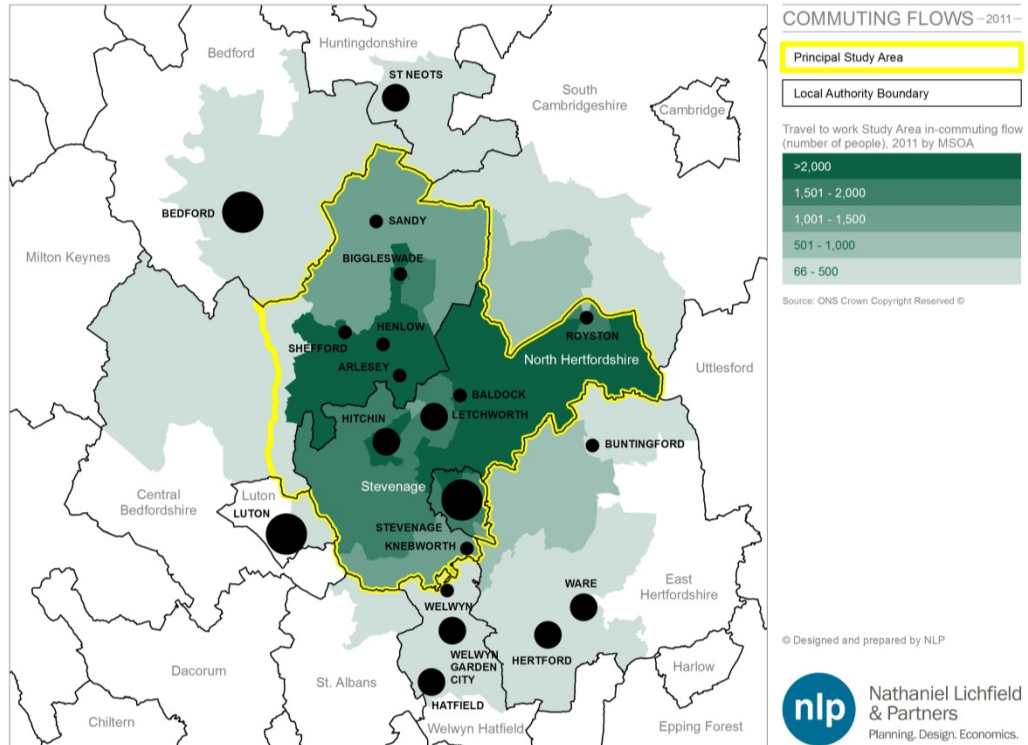 COMMUTING FLOWS – 2011 –
Principal Study Area
Local Authority Boundary
Travel to work Study Area in-commuting flow
(number of people), 2011 by MSOA
>2,000
1,501 - 2,000
1,001 - 1,500
501 - 1,000
66 - 500
Source: ONS Crown Copyright Reserved ©
Huntingdonshire
Bedford
ST NEOTS
South
Cambridgeshire
Cambridge
BEDFORD
SANDY
Milton Keynes
BIGGLESWADE
HENLOW
SHEFFORD
ROYSTON
North Hertfordshire
ARLESEY
Uttlesford
BALDOCK
HITCHIN
LETCHWORTH
BUNTINGFORD
Stevenage
Central
Bedfordshire
Luton
LUTON
STEVENAGE
KNEBWORTH
WARE
East
Hertfordshire
WELWYN
HERTFORD
WELWYN
GARDEN
CITY
Dacorum
St. Albans
HATFIELD
Harlow
Chiltern
Welwyn Hatfield
Epping Forest
© Designed and prepared by NLP
nlp
Nathaniel Lichfield
& Partners
Planning. Design. Economics.